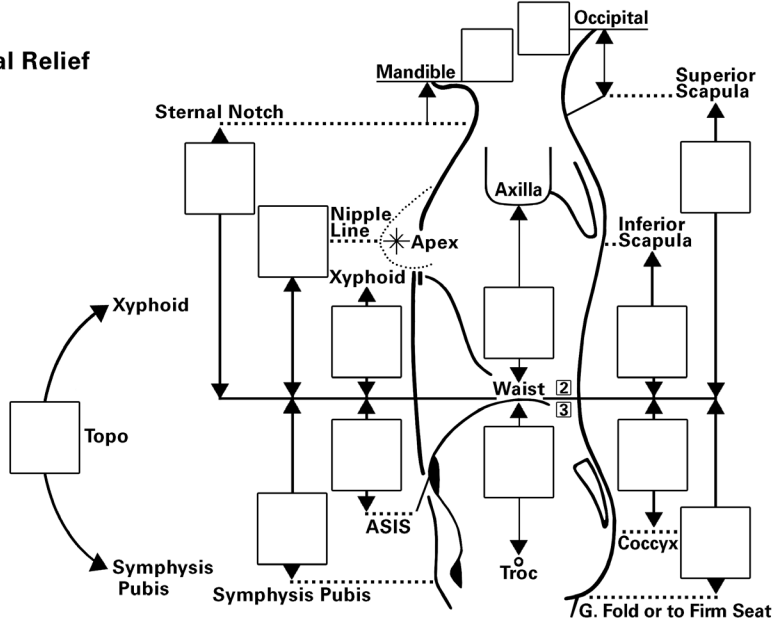 Occipital
al Relief
Mandible
Superior
Scapula
Sternal Notch
Axilla
Nipple
Line
Apex
Inferior
Scapula
Xyphoid
Xyphoid
Waist
2
3
Topo
ASIS
Coccyx
Symphysis
Pubis
Troc
Symphysis Pubis
G. Fold or to Firm Seat